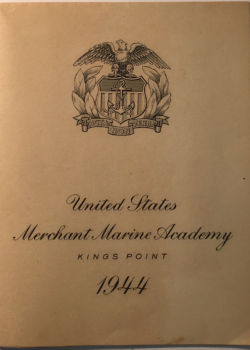 United States
Merchant Marine Academy
KINGS POINT
1944